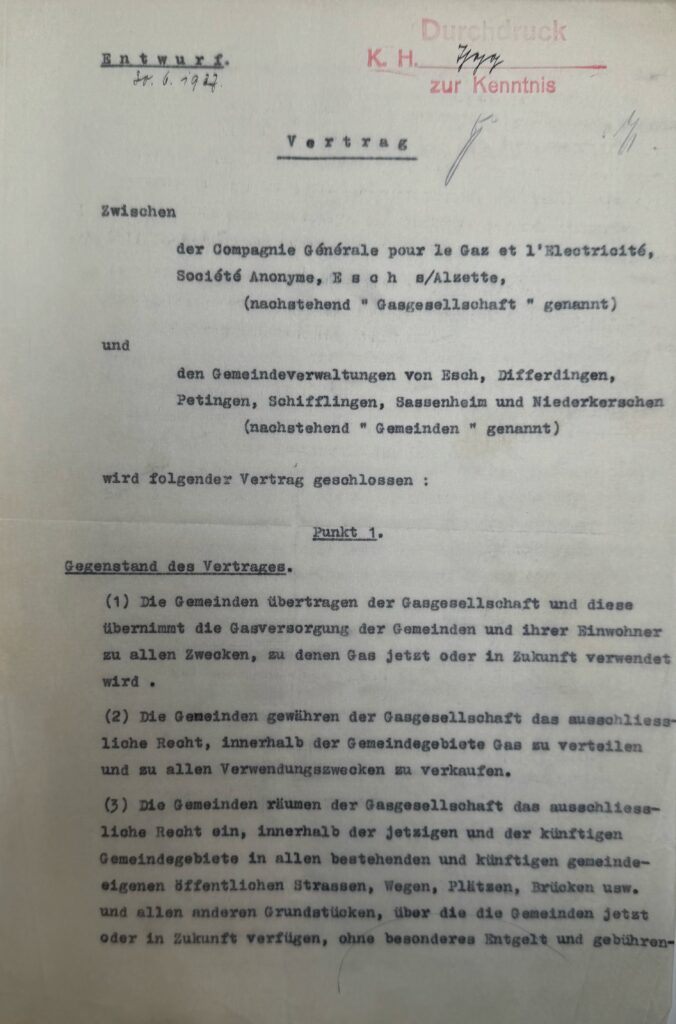 Durchdruck
Entwurf.
K. H.
30. 6. 1937.
zur Kenntnis
Vertrag
Zwischen
der Compagnie Générale pour le Gaz et l'Electricité,
Société Anonyme, E s c h s/Alzette,
(nachstehend " Gasgesellschaft " genannt)
und
den Gemeindeverwaltungen von Esch, Differdingen,
Petingen, Schifflingen, Sassenheim und Niederkerschen
(nachstehend " Gemeinden " genannt)
wird folgender Vertrag geschlossen :
Punkt 1.
Gegenstand des Vertrages.
(1) Die Gemeinden übertragen der Gasgesellschaft und diese
übernimmt die Gasversorgung der Gemeinden und ihrer Einwohner
zu allen Zwecken, zu denen Gas jetzt oder in Zukunft verwendet
wird .
(2) Die Gemeinden gewähren der Gasgesellschaft das ausschliess-
liche Recht, innerhalb der Gemeindegebiete Gas zu verteilen
und zu allen Verwendungszwecken zu verkaufen.
(3) Die Gemeinden räumen der Gasgesellschaft das ausschliess-
liche Recht ein, innerhalb der jetzigen und der künftigen
Gemeindegebiete in allen bestehenden und künftigen gemeinde-
eigenen öffentlichen Strassen, Wegen, Plätzen, Brücken usw.
und allen anderen Grundstücken, über die die Gemeinden jetzt
oder in Zukunft verfügen, ohne besonderes Entgelt und gebühren-